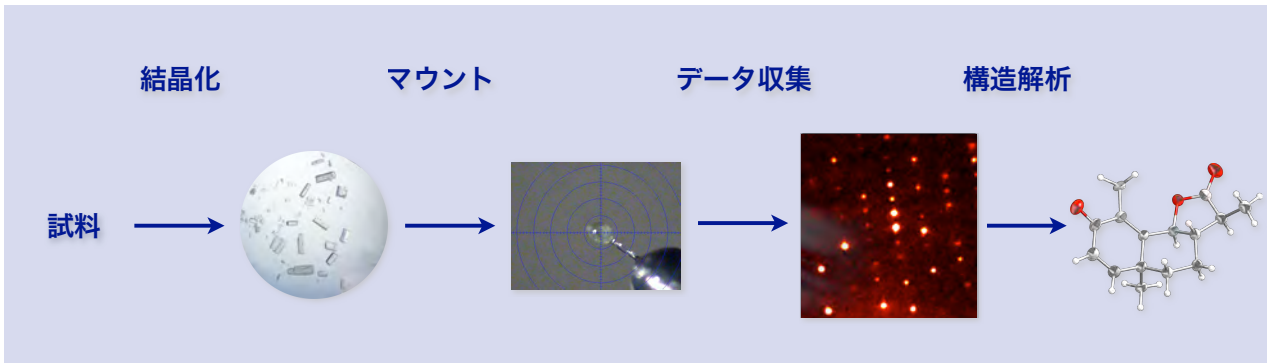 結晶化
マウント
データ収集
構造解析
試料